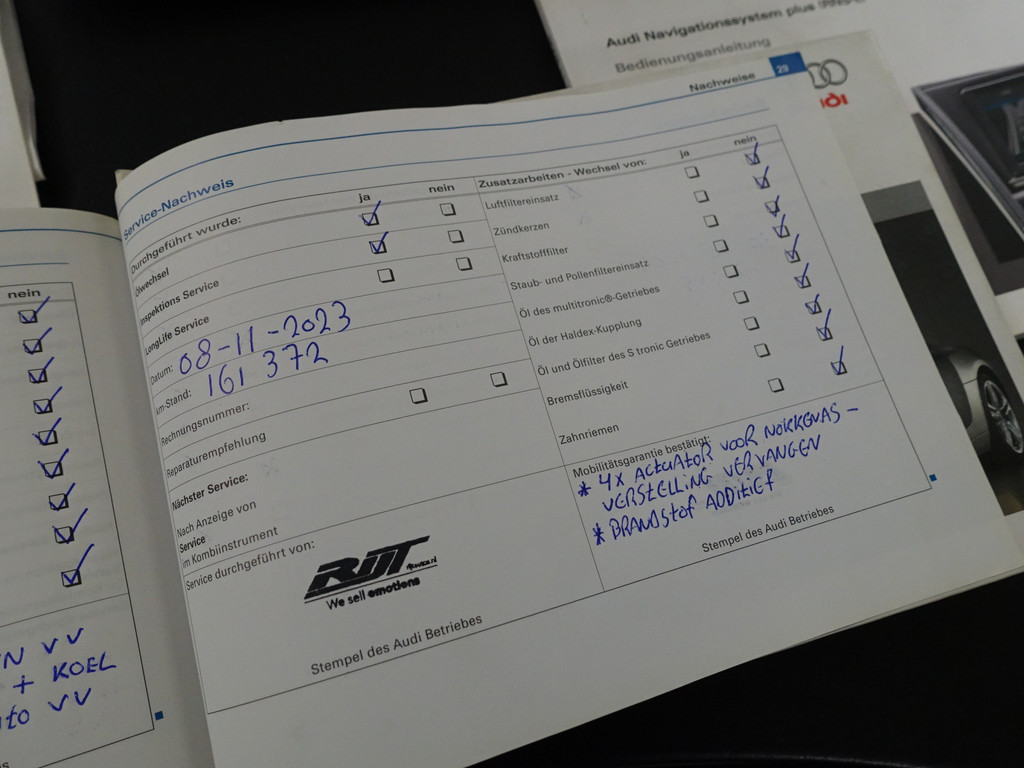 Audi Navigationssystem plus
Bedienungsanleitung
Nachweise 29
Service-Nachweis
Durchgeführt wurde: ja nein
Ölwechsel
Inspektions Service
LongLife Service
Datum: 08-11-2023
km-Stand: 161 372
Rechnungsnummer:
Reparaturempfehlung
Nächster Service:
Nach Anzeige von
Service
im Kombiinstrument
Service durchgeführt von:
RIJT
We sell emotions
Stempel des Audi Betriebes
Zusatzarbeiten - Wechsel von: ja nein
Luftfiltereinsatz
Zündkerzen
Kraftstofffilter
Staub- und Pollenfiltereinsatz
Öl des multitronic®-Getriebes
Öl der Haldex-Kupplung
Öl und Ölfilter des S tronic Getriebes
Bremsflüssigkeit
Zahnriemen
Mobilitätsgarantie bestätigt:
* 4x ACTUATOR VOOR NOKKENAS -
VERSTELLING VERVANGEN
* BRANDSTOF ADDITIEF
Stempel des Audi Betriebes
nein
VV
+ KOEL
VV